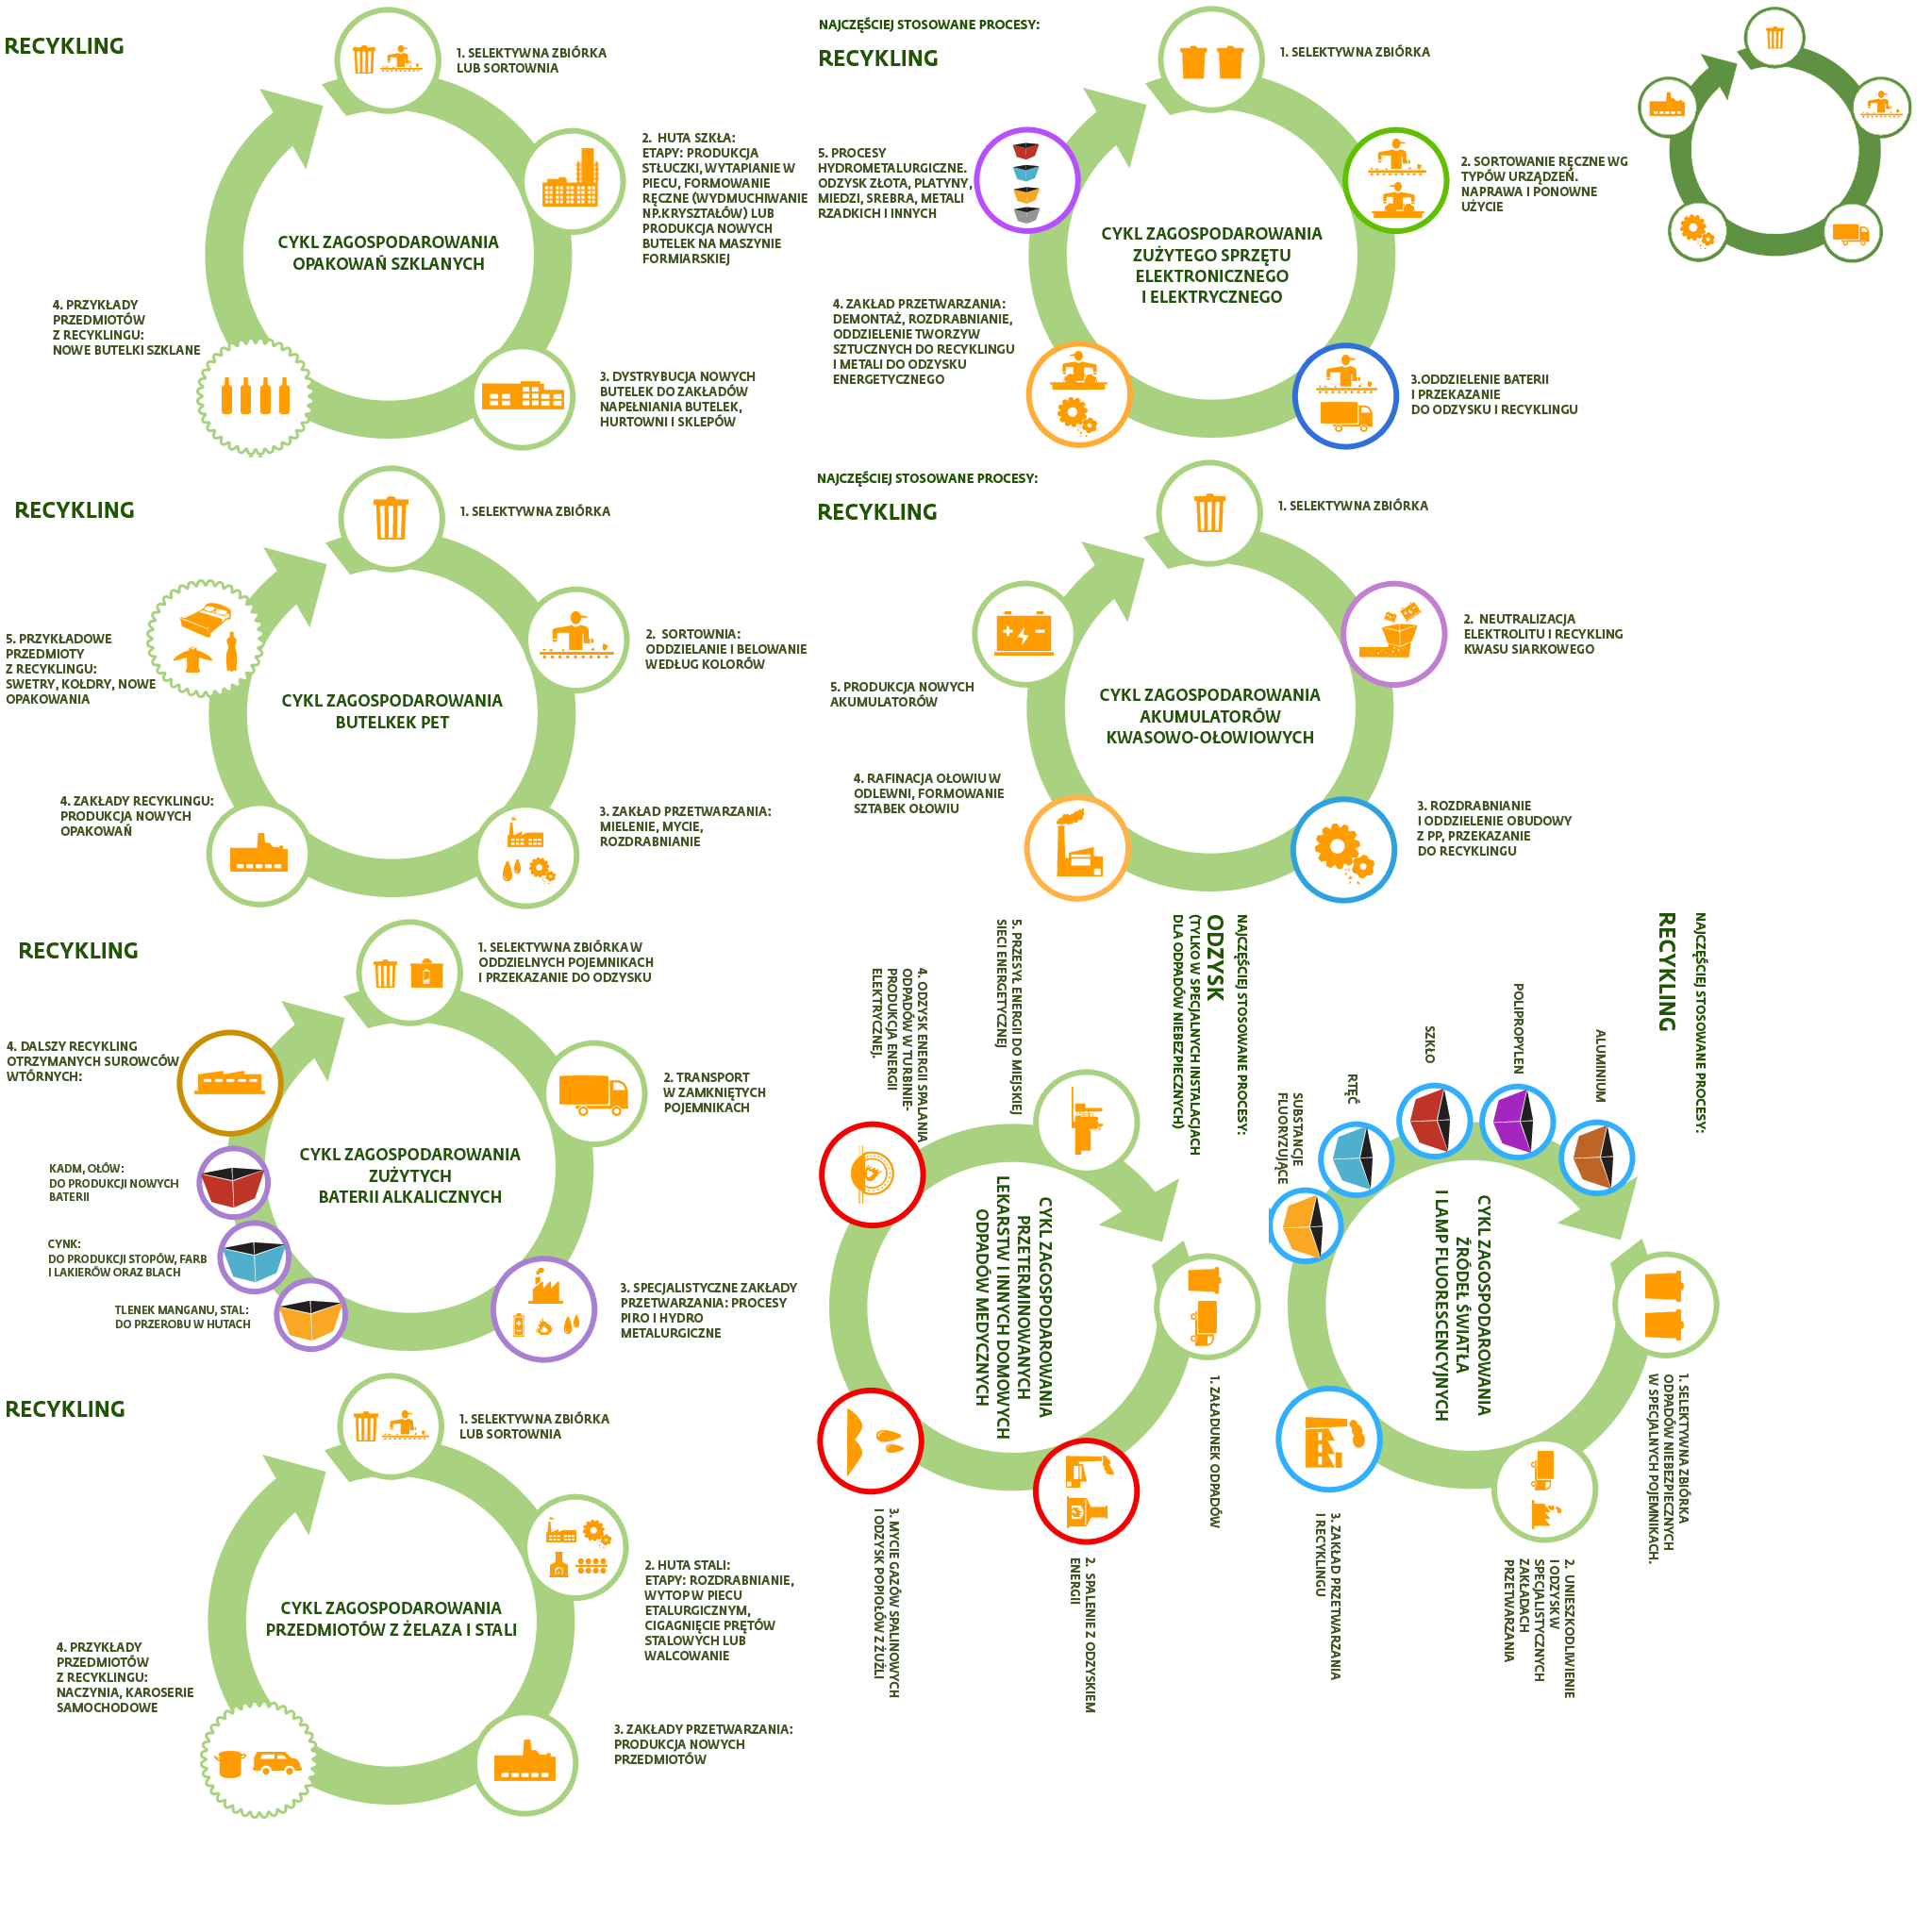 RECYKLING
1. SELEKTYWNA ZBIÓRKA
LUB SORTOWNIA
2. HUTA SZKŁA:
ETAPY: PRODUKCJA
STŁUCZKI, WYTAPIANIE W
PIECU, FORMOWANIE
RĘCZNE (WYDMUCHIWANIE
NP.KRYSZTAŁÓW) LUB
PRODUKCJA NOWYCH
BUTELEK NA MASZYNIE
FORMIARSKIEJ
CYKL ZAGOSPODAROWANIA
OPAKOWAŃ SZKLANYCH
3. DYSTRYBUCJA NOWYCH
BUTELEK DO ZAKŁADÓW
NAPEŁNIANIA BUTELEK,
HURTOWNI I SKLEPÓW
4. PRZYKŁADY
PRZEDMIOTÓW
Z RECYKLINGU:
NOWE BUTELKI SZKLANE
NAJCZĘŚCIEJ STOSOWANE PROCESY:
RECYKLING
1. SELEKTYWNA ZBIÓRKA
2. SORTOWANIE RĘCZNE WG
TYPÓW URZĄDZEŃ.
NAPRAWA I PONOWNE
UŻYCIE
CYKL ZAGOSPODAROWANIA
ZUŻYTEGO SPRZĘTU
ELEKTRONICZNEGO
I ELEKTRYCZNEGO
3.ODDZIELENIE BATERII
I PRZEKAZANIE
DO ODZYSKU I RECYKLINGU
4. ZAKŁAD PRZETWARZANIA:
DEMONTAŻ, ROZDRABNIANIE,
ODDZIELENIE TWORZYW
SZTUCZNYCH DO RECYKLINGU
I METALI DO ODZYSKU
ENERGETYCZNEGO
5. PROCESY
HYDROMETALURGICZNE.
ODZYSK ZŁOTA, PLATYNY,
MIEDZI, SREBRA, METALI
RZADKICH I INNYCH
RECYKLING
1. SELEKTYWNA ZBIÓRKA
2. SORTOWNIA:
ODDZIELANIE I BELOWANIE
WEDŁUG KOLORÓW
CYKL ZAGOSPODAROWANIA
BUTELKEK PET
3. ZAKŁAD PRZETWARZANIA:
MIELENIE, MYCIE,
ROZDRABNIANIE
4. ZAKŁADY RECYKLINGU:
PRODUKCJA NOWYCH
OPAKOWAŃ
5. PRZYKŁADOWE
PRZEDMIOTY
Z RECYKLINGU:
SWETRY, KOŁDRY, NOWE
OPAKOWANIA
NAJCZĘŚCIEJ STOSOWANE PROCESY:
RECYKLING
1. SELEKTYWNA ZBIÓRKA
2. NEUTRALIZACJA
ELEKTROLITU I RECYKLING
KWASU SIARKOWEGO
CYKL ZAGOSPODAROWANIA
AKUMULATORÓW
KWASOWO-OŁOWIOWYCH
3. ROZDRABNIANIE
I ODDZIELENIE OBUDOWY
Z PP, PRZEKAZANIE
DO RECYKLINGU
4. RAFINACJA OŁOWIU W
ODLEWNI, FORMOWANIE
SZTABEK OŁOWIU
5. PRODUKCJA NOWYCH
AKUMULATORÓW
RECYKLING
1. SELEKTYWNA ZBIÓRKA W
ODDZIELNYCH POJEMNIKACH
I PRZEKAZANIE DO ODZYSKU
2. TRANSPORT
W ZAMKNIĘTYCH
POJEMNIKACH
CYKL ZAGOSPODAROWANIA
ZUŻYTYCH
BATERII ALKALICZNYCH
3. SPECJALISTYCZNE ZAKŁADY
PRZETWARZANIA: PROCESY
PIRO I HYDRO
METALURGICZNE
4. DALSZY RECYKLING
OTRZYMANYCH SUROWCÓW
WTÓRNYCH:
KADM, OŁÓW:
DO PRODUKCJI NOWYCH
BATERII
CYNK:
DO PRODUKCJI STOPÓW, FARB
I LAKIERÓW ORAZ BLACH
TLENEK MANGANU, STAL:
DO PRZEROBU W HUTACH
NAJCZĘŚCIEJ STOSOWANE PROCESY:
ODZYSK
(TYLKO W SPECJALNYCH INSTALACJACH
DLA ODPADÓW NIEBEZPIECZNYCH)
1. ZAŁADUNEK ODPADÓW
2. SPALENIE Z ODZYSKIEM
ENERGII
CYKL ZAGOSPODAROWANIA
PRZETERMINOWANYCH
LEKARSTW I INNYCH DOMOWYCH
ODPADÓW MEDYCZNYCH
3. MYCIE GAZÓW SPALINOWYCH
I ODZYSK POPIOŁÓW Z ŻUŻLI
4. ODZYSK ENERGII SPALANIA
ODPADÓW W TURBINIE-
PRODUKCJA ENERGII
ELEKTRYCZNEJ.
5. PRZESYŁ ENERGII DO MIEJSKIEJ
SIECI ENERGETYCZNEJ
NAJCZĘŚCIEJ STOSOWANE PROCESY:
RECYKLING
1. SELEKTYWNA ZBIÓRKA
ODPADÓW NIEBEZPIECZNYCH
W SPECJALNYCH POJEMNIKACH.
2. UNIESZKODLIWIENIE
I ODZYSK W
SPECJALISTYCZNYCH
ZAKŁADACH
PRZETWARZANIA
CYKL ZAGOSPODAROWANIA
ŹRÓDEŁ ŚWIATŁA
I LAMP FLUORESCENCYJNYCH
3. ZAKŁAD PRZETWARZANIA
I RECYKLINGU
SUBSTANCJE
FLUORYZUJĄCE
RTĘĆ
SZKŁO
POLIPROPYLEN
ALUMINIUM
RECYKLING
1. SELEKTYWNA ZBIÓRKA
LUB SORTOWNIA
2. HUTA STALI:
ETAPY: ROZDRABNIANIE,
WYTOP W PIECU
ETALURGICZNYM,
CIGAGNIĘCIE PRĘTÓW
STALOWYCH LUB
WALCOWANIE
CYKL ZAGOSPODAROWANIA
PRZEDMIOTÓW Z ŻELAZA I STALI
3. ZAKŁADY PRZETWARZANIA:
PRODUKCJA NOWYCH
PRZEDMIOTÓW
4. PRZYKŁADY
PRZEDMIOTÓW
Z RECYKLINGU:
NACZYNIA, KAROSERIE
SAMOCHODOWE